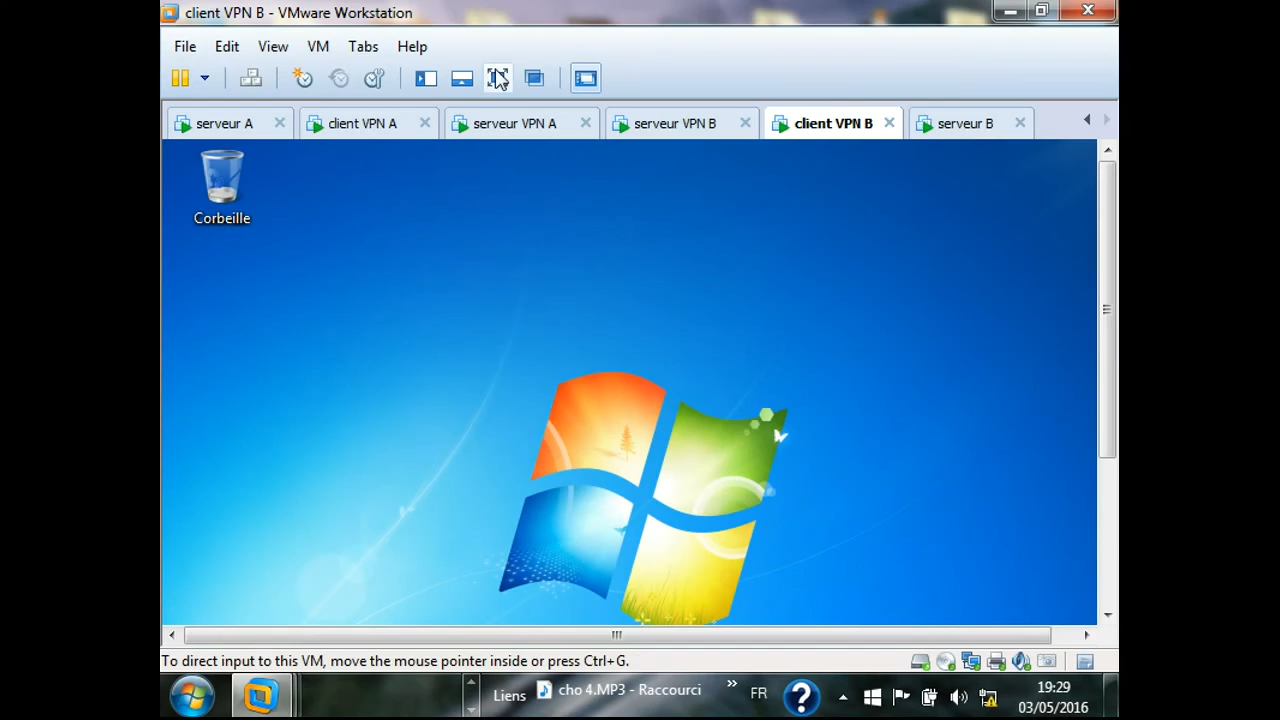 client VPN B - VMware Workstation
File Edit View VM Tabs Help
serveur A client VPN A serveur VPN A serveur VPN B client VPN B serveur B
Corbeille
To direct input to this VM, move the mouse pointer inside or press Ctrl+G.
Liens cho 4.MP3 - Raccourci » FR ? 19:29
03/05/2016